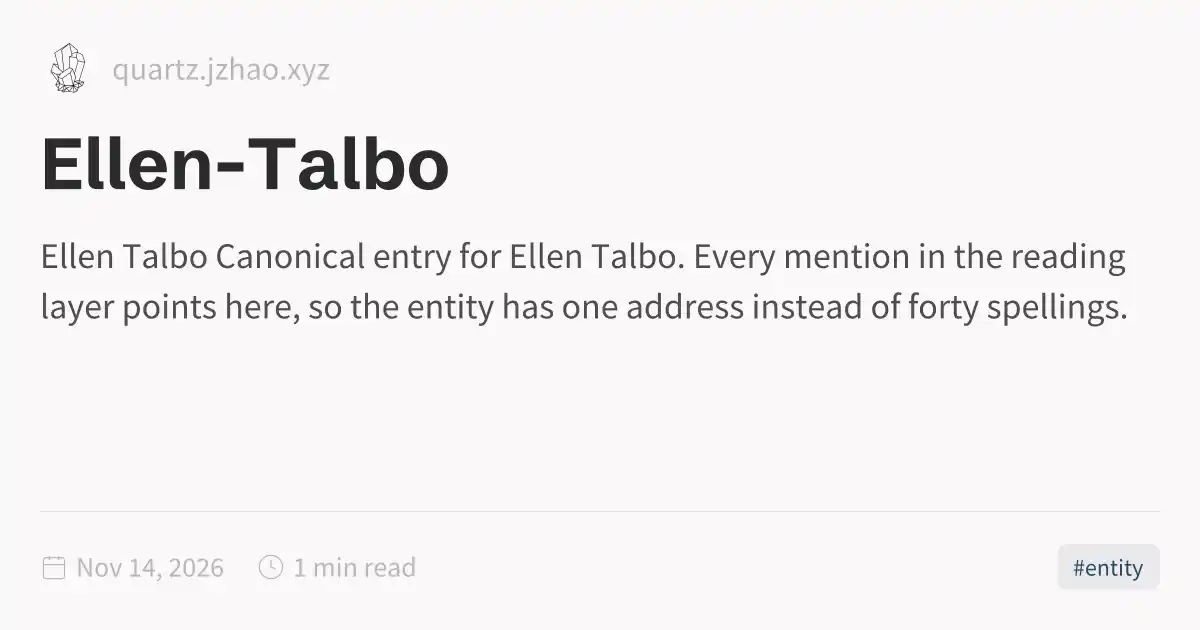 quartz.jzhao.xyz
Ellen-Talbo
Ellen Talbo Canonical entry for Ellen Talbo. Every mention in the reading
layer points here, so the entity has one address instead of forty spellings.
Nov 14, 2026 1 min read #entity